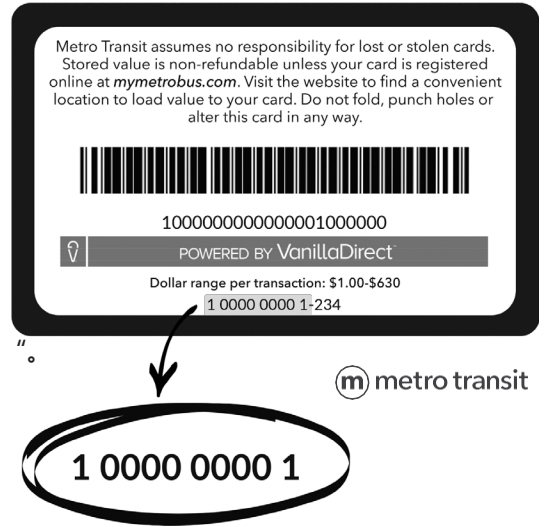 Metro Transit assumes no responsibility for lost or stolen cards.
Stored value is non-refundable unless your card is registered
online at mymetrobus.com. Visit the website to find a convenient
location to load value to your card. Do not fold, punch holes or
alter this card in any way.
1000000000000001000000
POWERED BY VanillaDirect™
Dollar range per transaction: $1.00-$630
1 0000 0000 1-234
“。
m metro transit
1 0000 0000 1